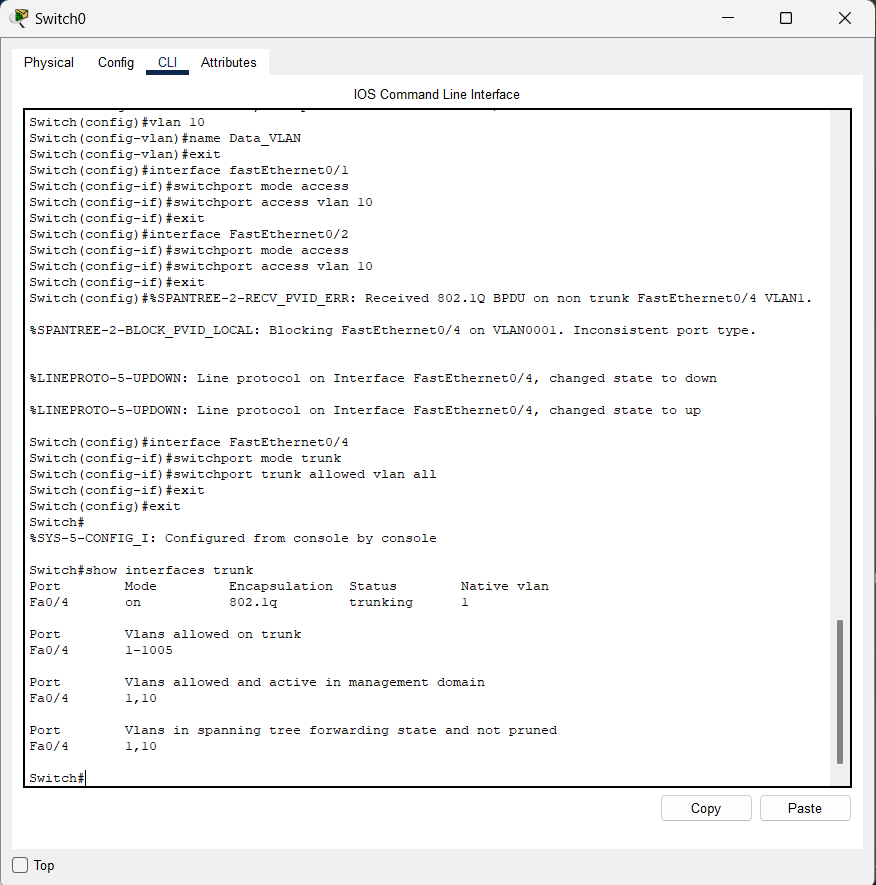 Switch0
Physical Config CLI Attributes
IOS Command Line Interface
Switch(config)#vlan 10
Switch(config-vlan)#name Data_VLAN
Switch(config-vlan)#exit
Switch(config)#interface fastEthernet0/1
Switch(config-if)#switchport mode access
Switch(config-if)#switchport access vlan 10
Switch(config-if)#exit
Switch(config)#interface FastEthernet0/2
Switch(config-if)#switchport mode access
Switch(config-if)#switchport access vlan 10
Switch(config-if)#exit
Switch(config)#%SPANTREE-2-RECV_PVID_ERR: Received 802.1Q BPDU on non trunk FastEthernet0/4 VLAN1.
%SPANTREE-2-BLOCK_PVID_LOCAL: Blocking FastEthernet0/4 on VLAN0001. Inconsistent port type.
%LINEPROTO-5-UPDOWN: Line protocol on Interface FastEthernet0/4, changed state to down
%LINEPROTO-5-UPDOWN: Line protocol on Interface FastEthernet0/4, changed state to up
Switch(config)#interface FastEthernet0/4
Switch(config-if)#switchport mode trunk
Switch(config-if)#switchport trunk allowed vlan all
Switch(config-if)#exit
Switch(config)#exit
Switch#
%SYS-5-CONFIG_I: Configured from console by console
Switch#show interfaces trunk
Port Mode Encapsulation Status Native vlan
Fa0/4 on 802.1q trunking 1
Port Vlans allowed on trunk
Fa0/4 1-1005
Port Vlans allowed and active in management domain
Fa0/4 1,10
Port Vlans in spanning tree forwarding state and not pruned
Fa0/4 1,10
Switch#
Copy Paste
Top